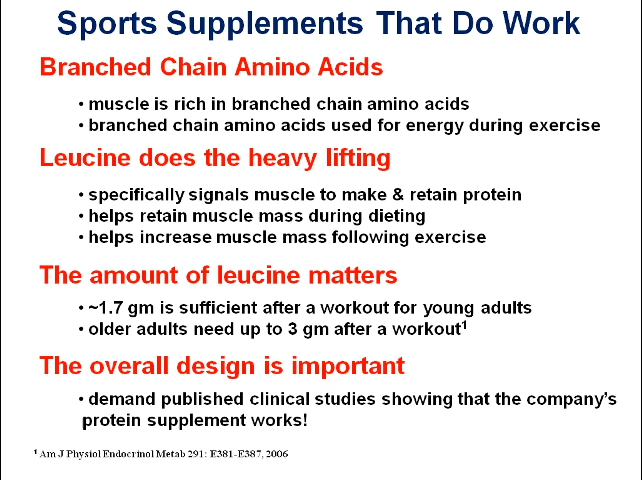 Sports Supplements That Do Work
Branched Chain Amino Acids
• muscle is rich in branched chain amino acids
• branched chain amino acids used for energy during exercise
Leucine does the heavy lifting
• specifically signals muscle to make & retain protein
• helps retain muscle mass during dieting
• helps increase muscle mass following exercise
The amount of leucine matters
• ~1.7 gm is sufficient after a workout for young adults
• older adults need up to 3 gm after a workout¹
The overall design is important
• demand published clinical studies showing that the company's
protein supplement works!
¹ Am J Physiol Endocrinol Metab 291: E381-E387, 2006